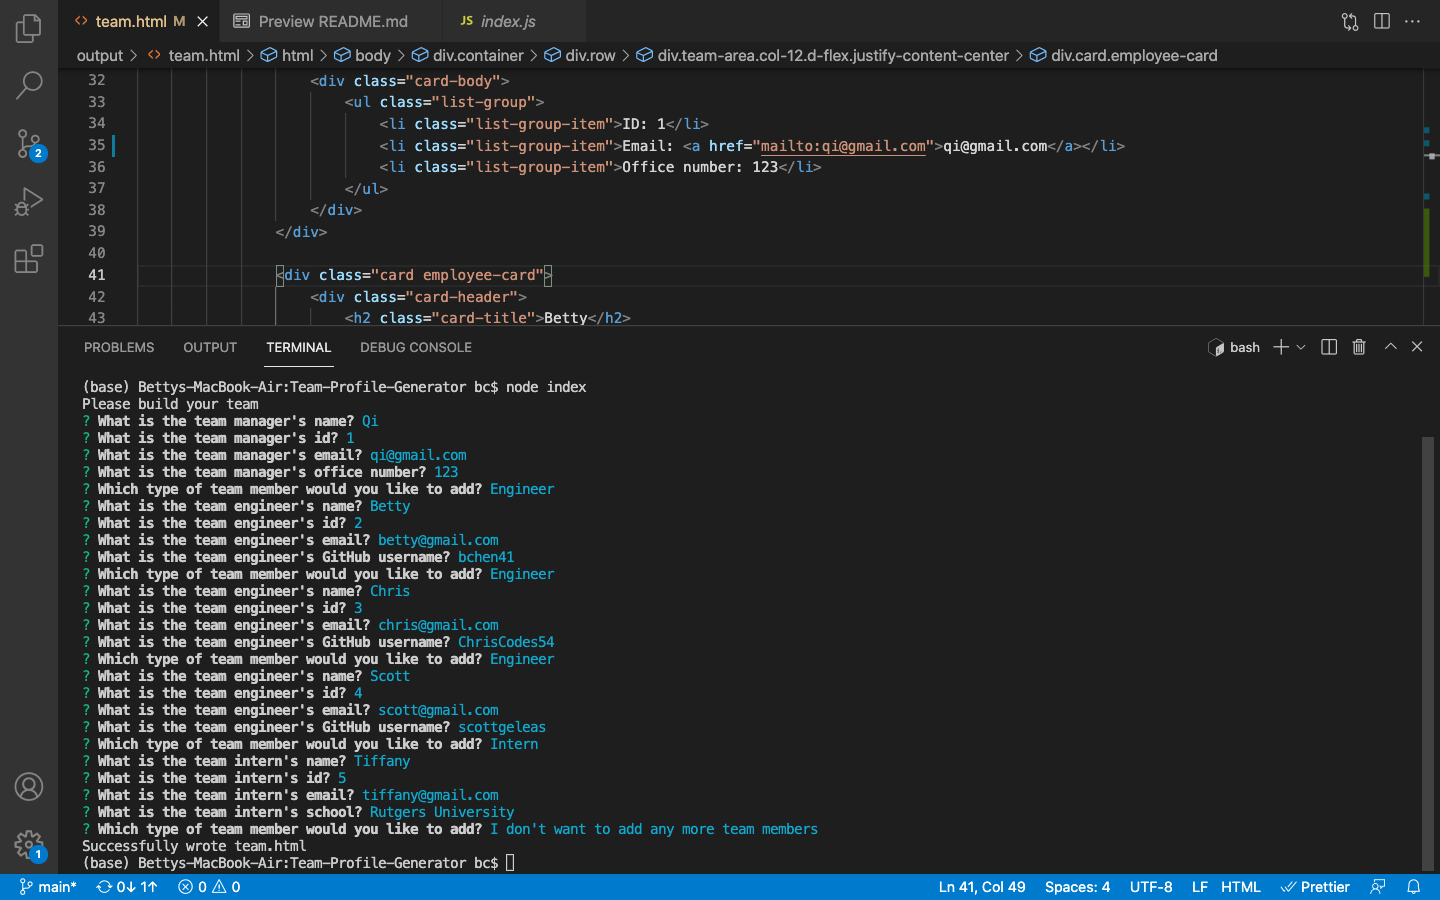 team.html M
Preview README.md
JS index.js
output > team.html > html > body > div.container > div.row > div.team-area.col-12.d-flex.justify-content-center > div.card.employee-card
32 <div class="card-body">
33 <ul class="list-group">
34 <li class="list-group-item">ID: 1</li>
35 <li class="list-group-item">Email: <a href="mailto:qi@gmail.com">qi@gmail.com</a></li>
36 <li class="list-group-item">Office number: 123</li>
37 </ul>
38 </div>
39 </div>
40
41 <div class="card employee-card">
42 <div class="card-header">
43 <h2 class="card-title">Betty</h2>
2
PROBLEMS OUTPUT TERMINAL DEBUG CONSOLE bash
(base) Bettys-MacBook-Air:Team-Profile-Generator bc$ node index
Please build your team
? What is the team manager's name? Qi
? What is the team manager's id? 1
? What is the team manager's email? qi@gmail.com
? What is the team manager's office number? 123
? Which type of team member would you like to add? Engineer
? What is the team engineer's name? Betty
? What is the team engineer's id? 2
? What is the team engineer's email? betty@gmail.com
? What is the team engineer's GitHub username? bchen41
? Which type of team member would you like to add? Engineer
? What is the team engineer's name? Chris
? What is the team engineer's id? 3
? What is the team engineer's email? chris@gmail.com
? What is the team engineer's GitHub username? ChrisCodes54
? Which type of team member would you like to add? Engineer
? What is the team engineer's name? Scott
? What is the team engineer's id? 4
? What is the team engineer's email? scott@gmail.com
? What is the team engineer's GitHub username? scottgeleas
? Which type of team member would you like to add? Intern
? What is the team intern's name? Tiffany
? What is the team intern's id? 5
? What is the team intern's email? tiffany@gmail.com
? What is the team intern's school? Rutgers University
? Which type of team member would you like to add? I don't want to add any more team members
Successfully wrote team.html
(base) Bettys-MacBook-Air:Team-Profile-Generator bc$
1
main* 0↓ 1↑ 0 0 Ln 41, Col 49 Spaces: 4 UTF-8 LF HTML Prettier